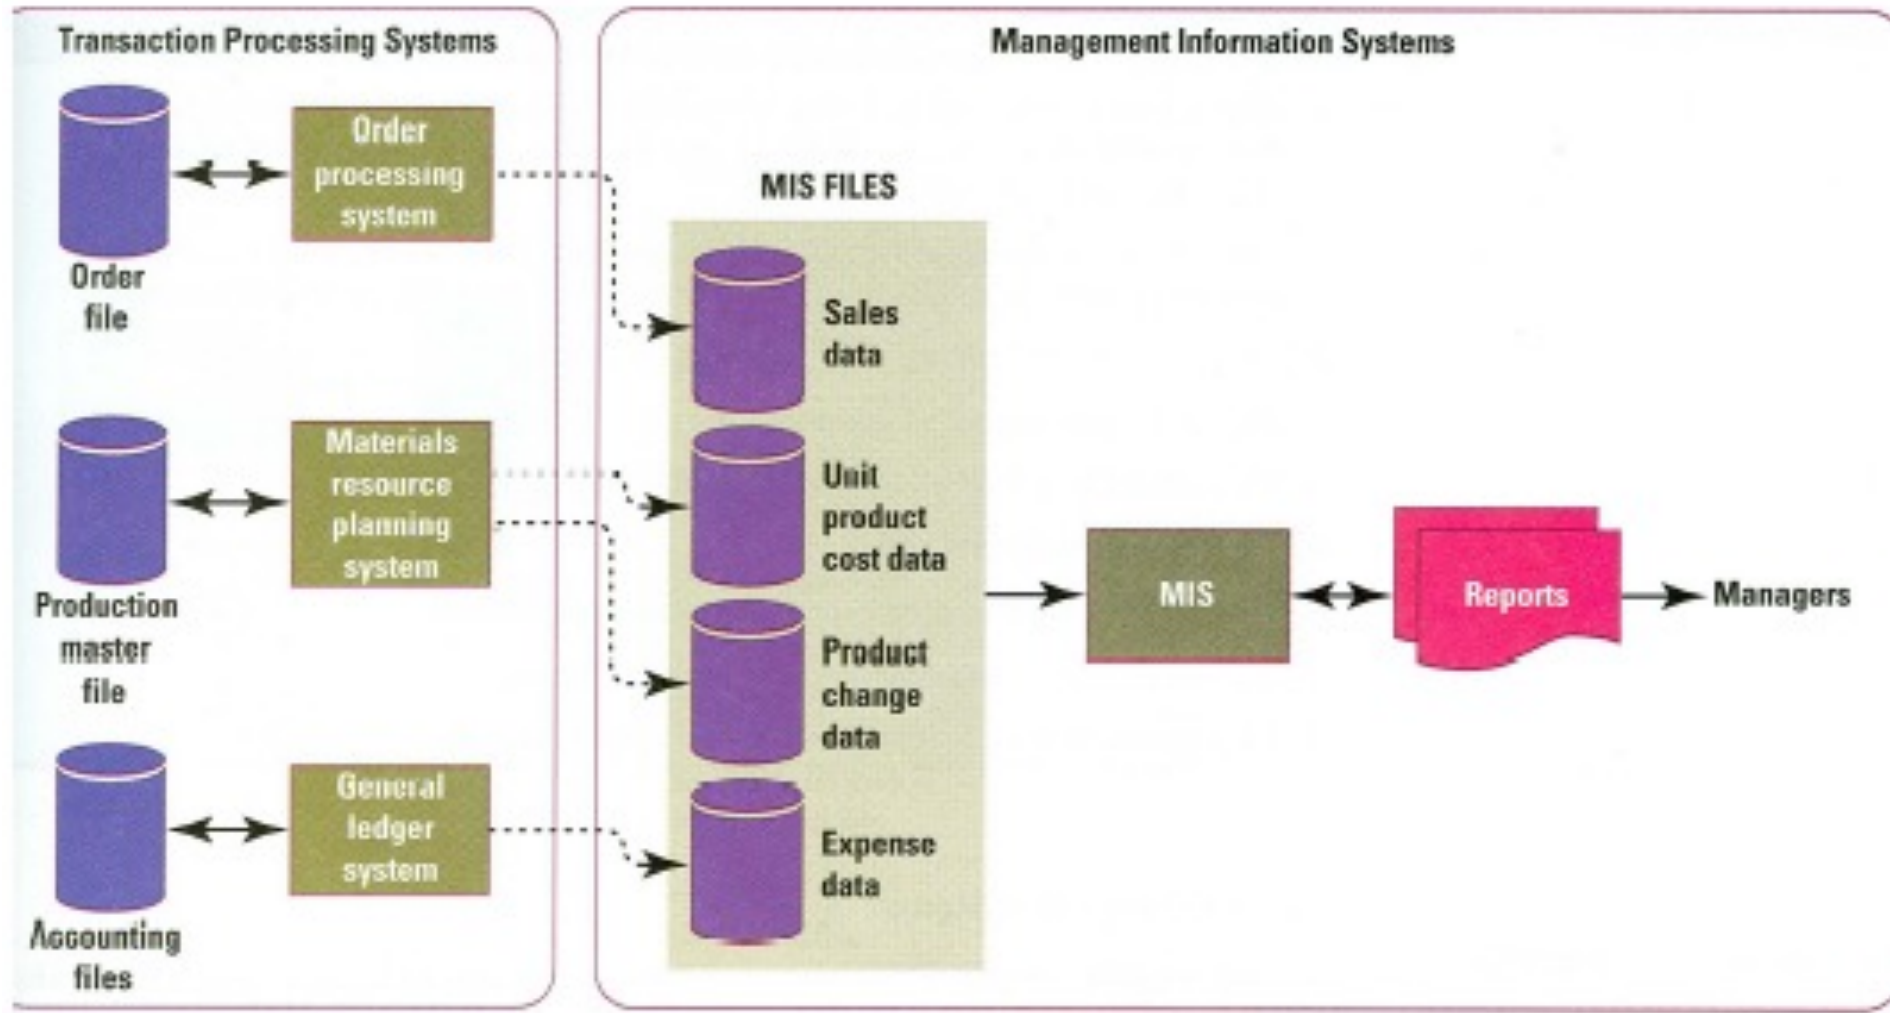 Transaction Processing Systems
Order
processing
system
Order
file
Materials
resource
planning
system
Production
master
file
General
ledger
system
Accounting
files
Management Information Systems
MIS FILES
Sales
data
Unit
product
cost data
Product
change
data
Expense
data
MIS
Reports
Managers